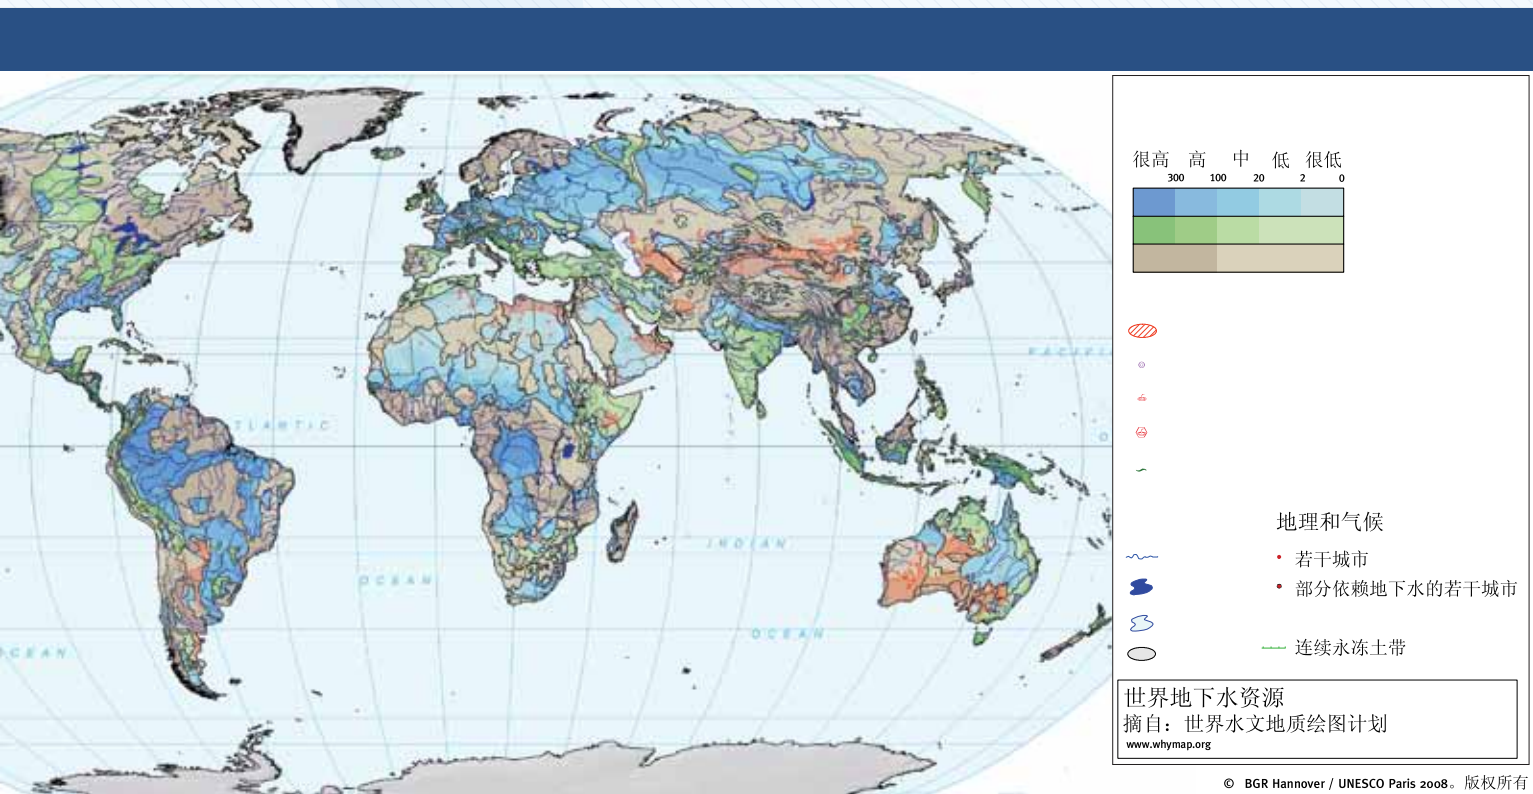 很高 高 中 低 很低
300 100 20 2 0
PACIFI
ATLANTIC
O
INDIAN
OCEAN
OCEAN
OCEAN
地理和气候
若干城市
部分依赖地下水的若干城市
连续永冻土带
世界地下水资源
摘自：世界水文地质绘图计划
www.whymap.org
© BGR Hannover / UNESCO Paris 2008。版权所有